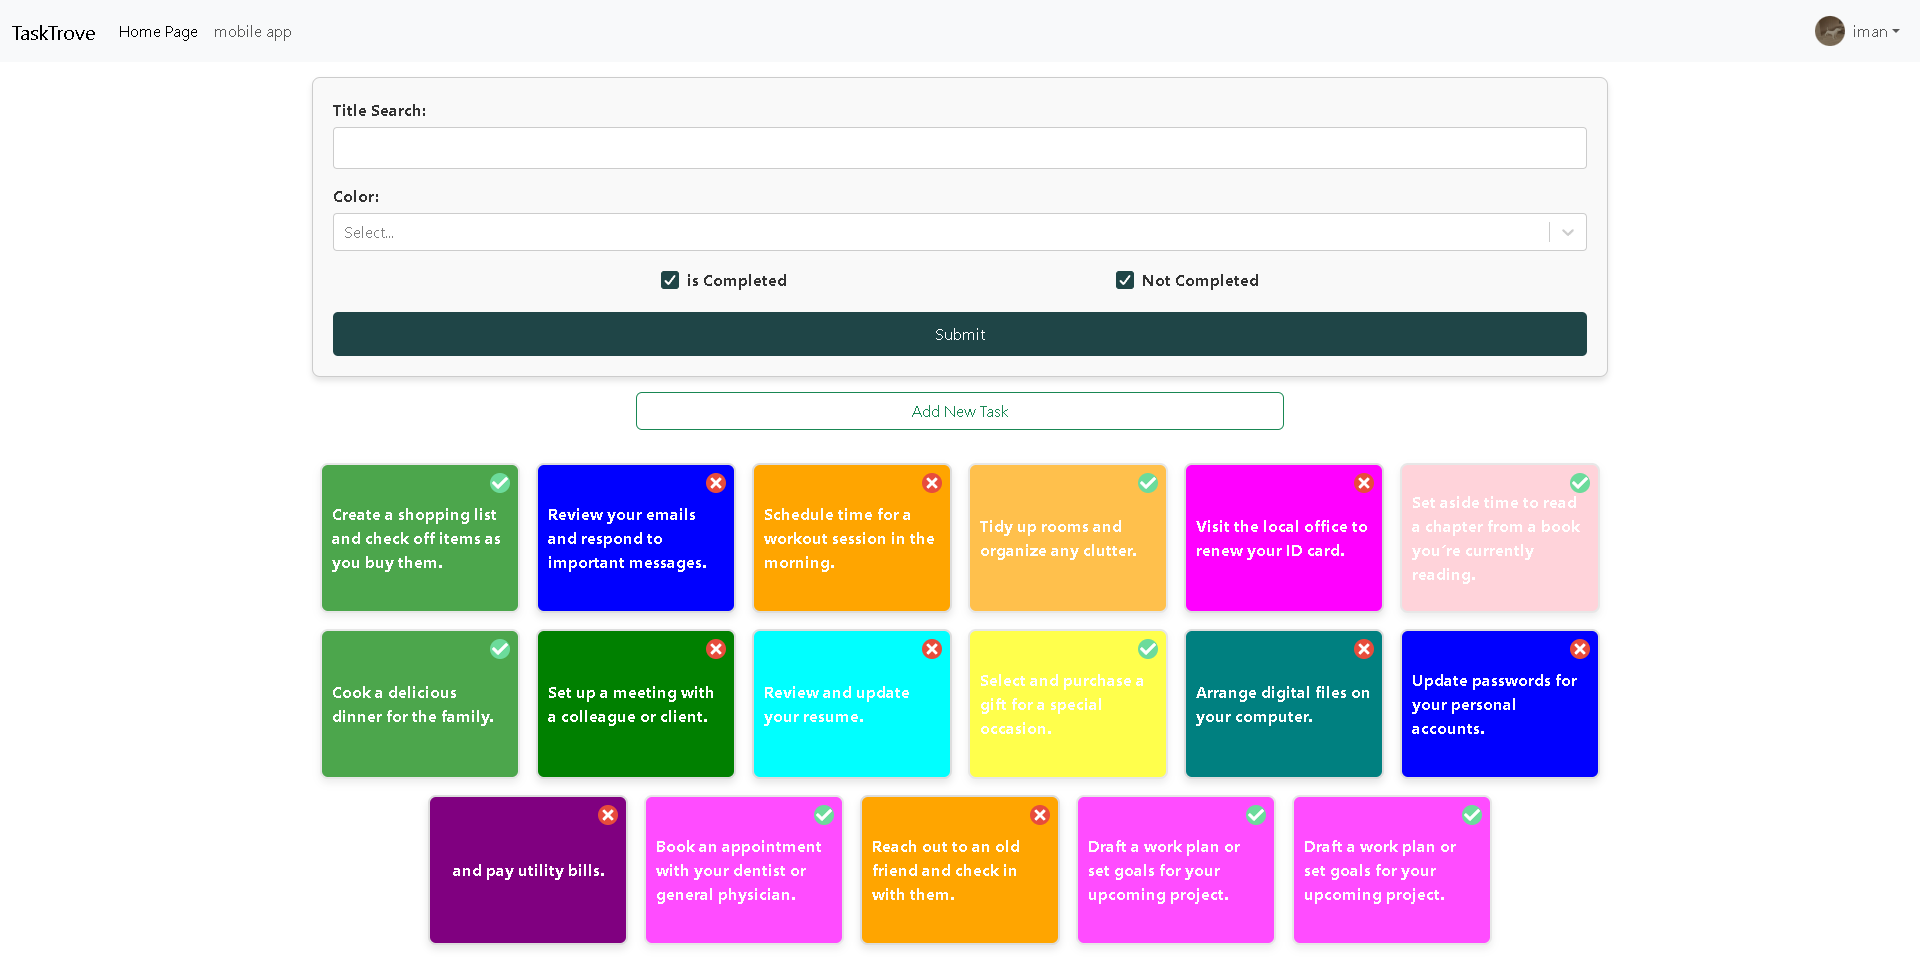 TaskTrove
Home Page
mobile app
iman
Title Search:
Color:
Select...
is Completed
Not Completed
Submit
Add New Task
Create a shopping list
and check off items as
you buy them.
Review your emails
and respond to
important messages.
Schedule time for a
workout session in the
morning.
Tidy up rooms and
organize any clutter.
Visit the local office to
renew your ID card.
Set aside time to read
a chapter from a book
you're currently
reading.
Cook a delicious
dinner for the family.
Set up a meeting with
a colleague or client.
Review and update
your resume.
Select and purchase a
gift for a special
occasion.
Arrange digital files on
your computer.
Update passwords for
your personal
accounts.
and pay utility bills.
Book an appointment
with your dentist or
general physician.
Reach out to an old
friend and check in
with them.
Draft a work plan or
set goals for your
upcoming project.
Draft a work plan or
set goals for your
upcoming project.